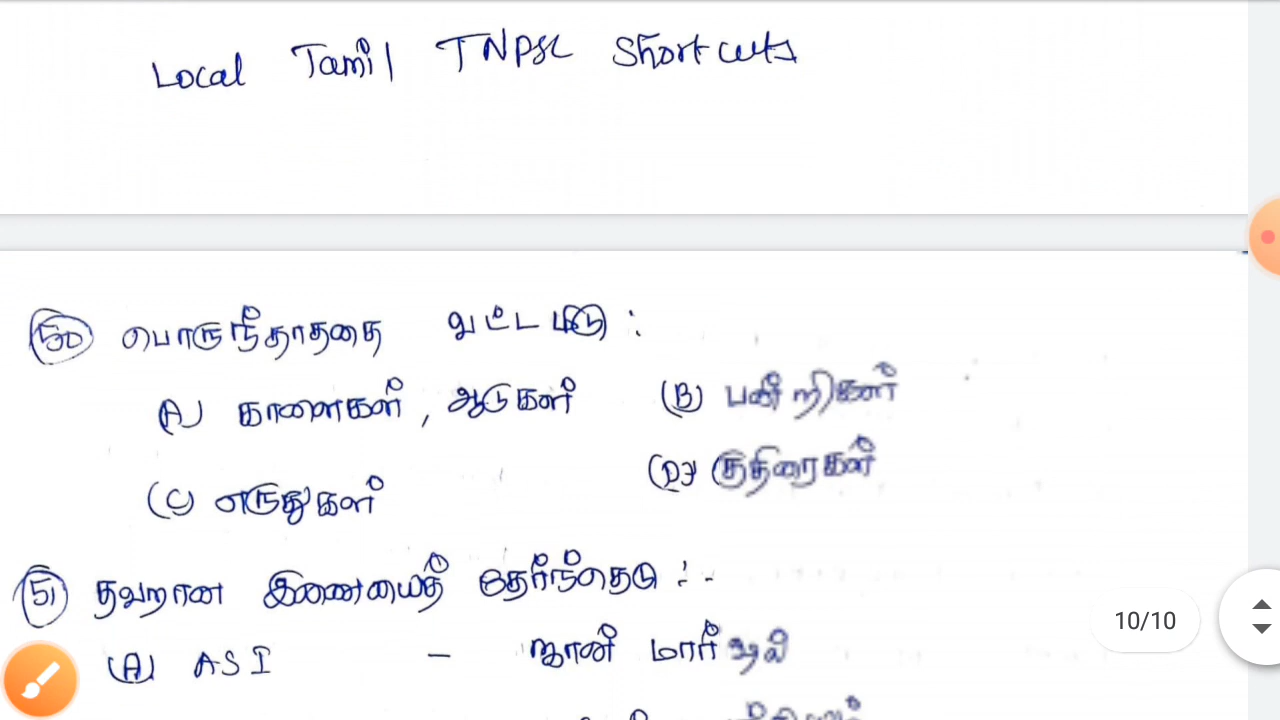 Local Tamil TNPSC Shortcuts
50 பொருந்தாததை வட்டமிடு :
(A) காளைகள், ஆடுகள் (B) பன்றிகள்
(C) எருதுகள் (D) குதிரைகள்
51 தவறான இணையைத் தேர்ந்தெடு :-
(A) ASI – ஜான் மார்ஷல்
10/10